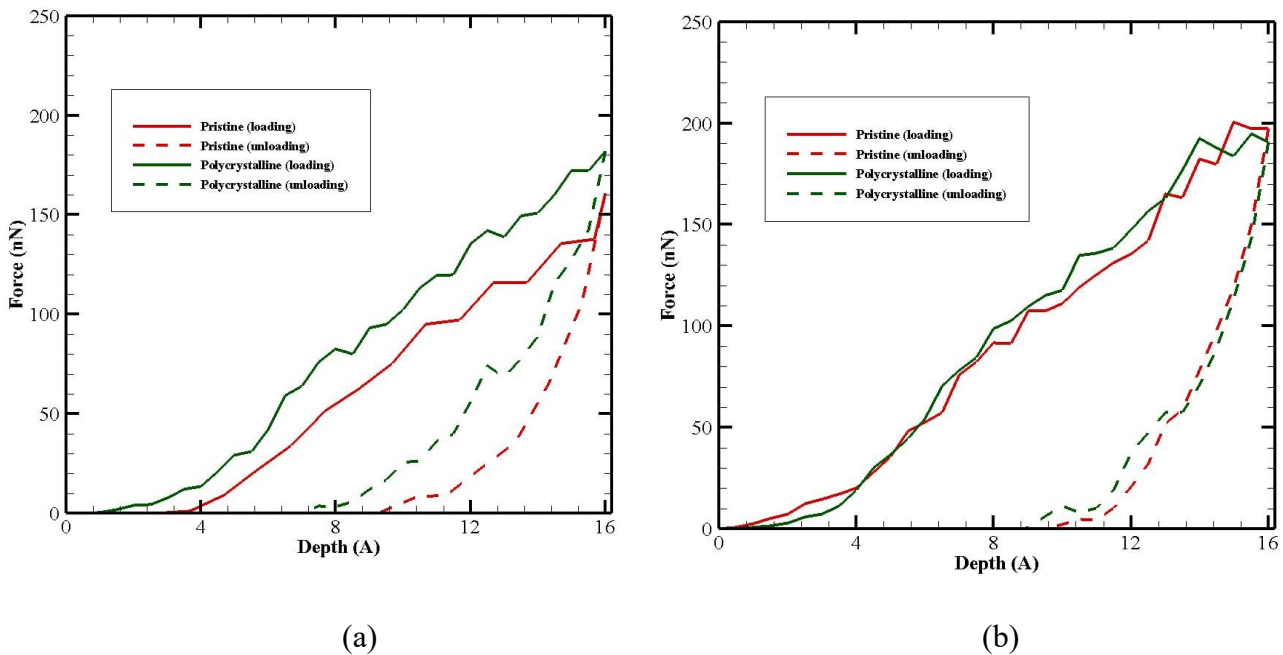 250
200
150
100
50
0
Force (nN)
Pristine (loading)
Pristine (unloading)
Polycrystalline (loading)
Polycrystalline (unloading)
0 4 8 12 16
Depth (A)
(a)
250
200
150
100
50
0
Force (nN)
Pristine (loading)
Pristine (unloading)
Polycrystalline (loading)
Polycrystalline (unloading)
0 4 8 12 16
Depth (A)
(b)